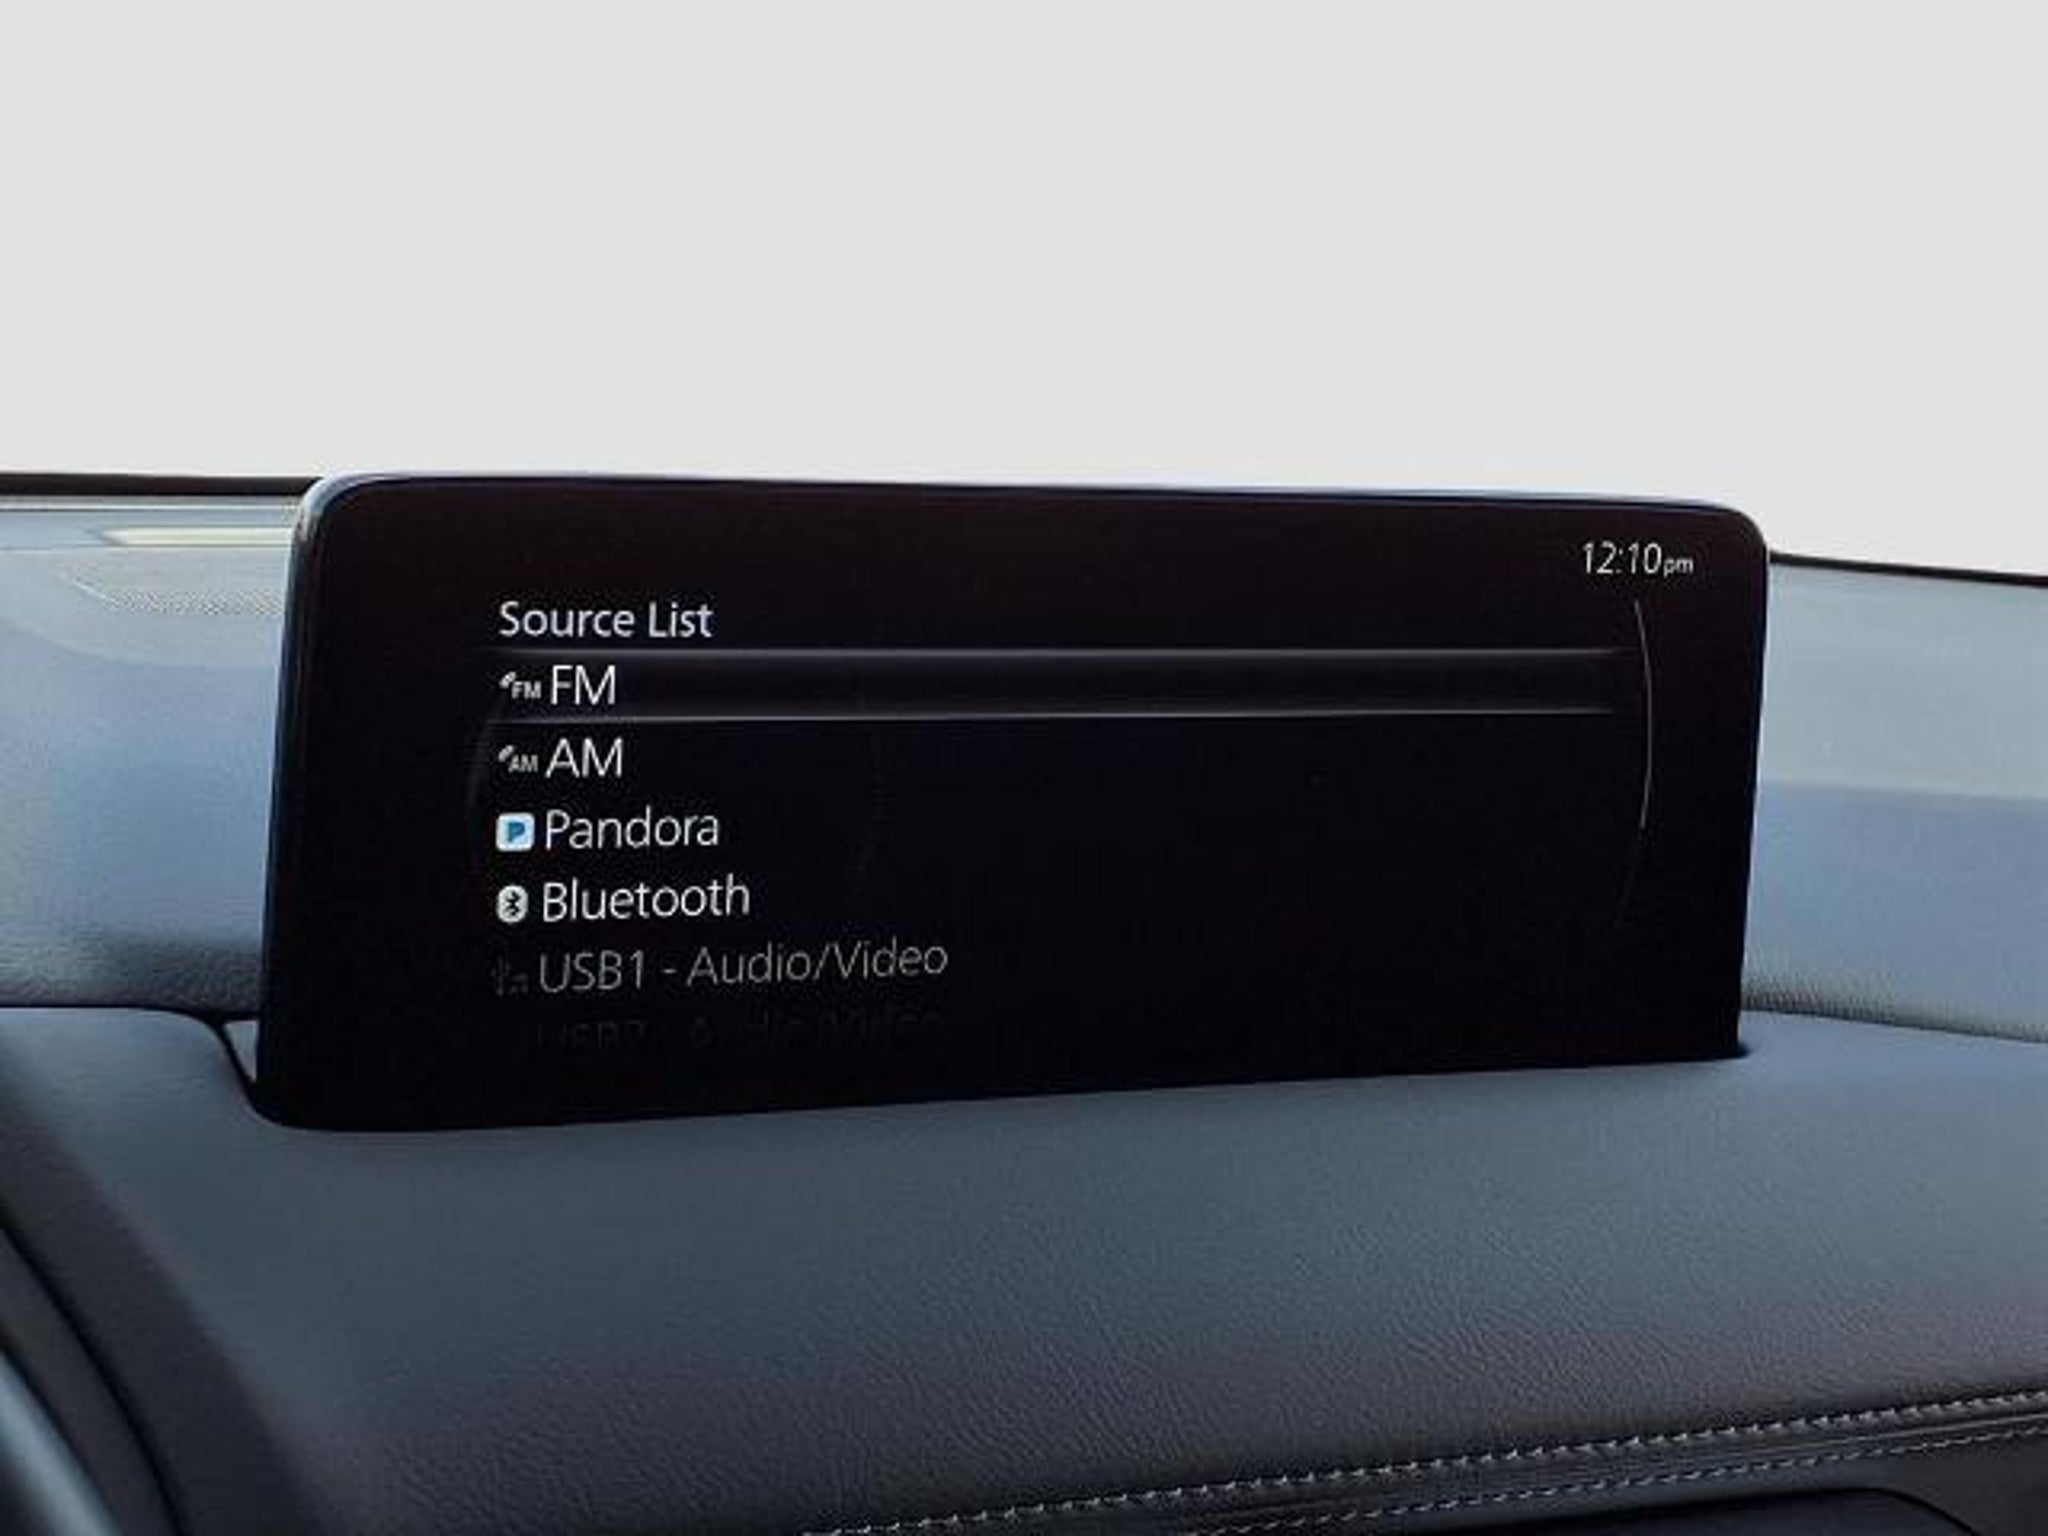 12:10pm
Source List
FM FM
AM AM
P Pandora
Bluetooth
USB1 - Audio/Video